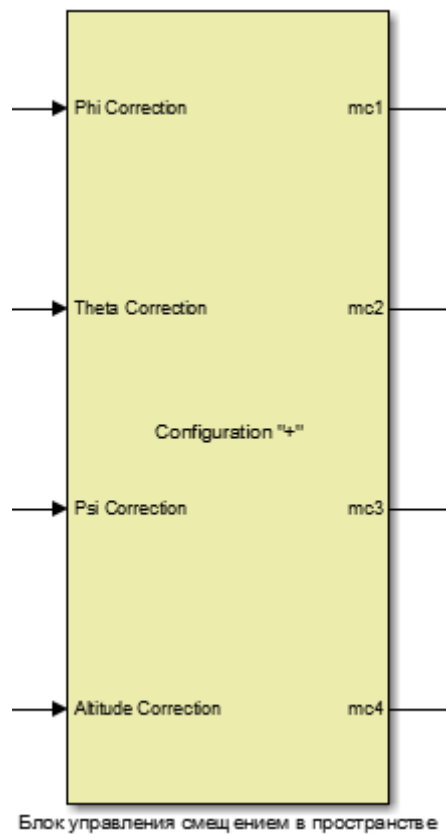 Phi Correction mc1
Theta Correction mc2
Configuration "+"
Psi Correction mc3
Altitude Correction mc4
Блок управления смещением в пространстве